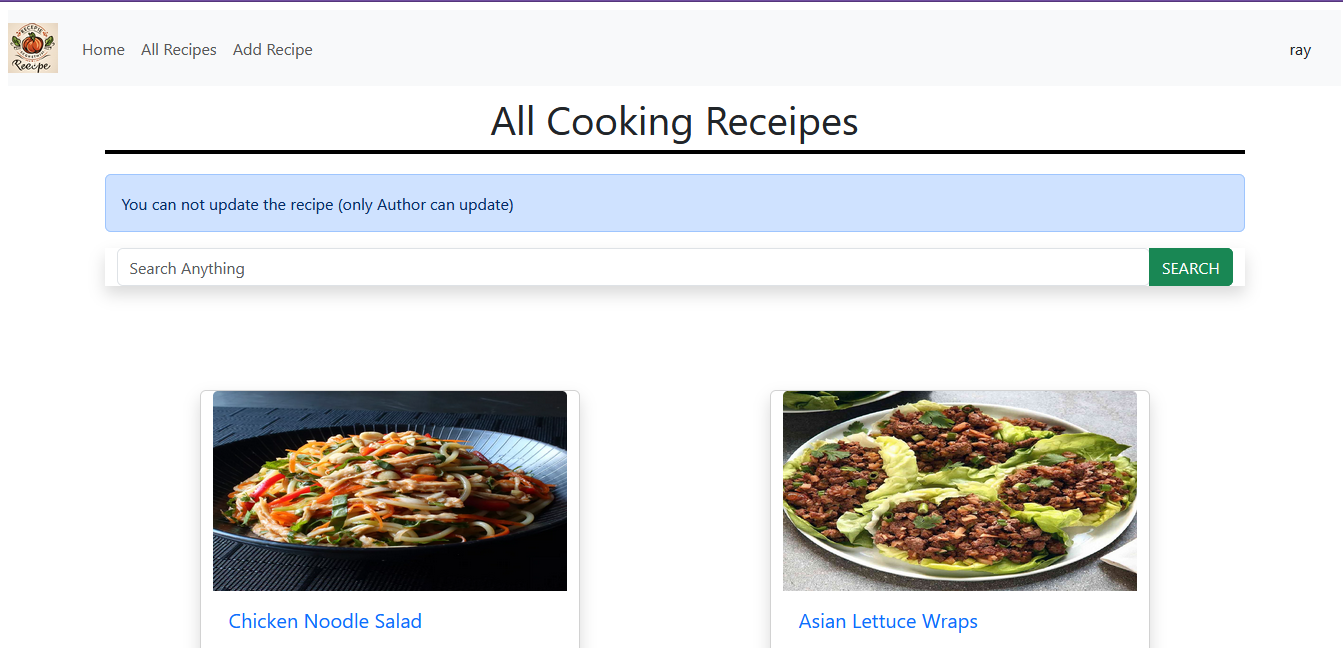 Recipe
Home
All Recipes
Add Recipe
ray
All Cooking Receipes
You can not update the recipe (only Author can update)
Search Anything
SEARCH
Chicken Noodle Salad
Asian Lettuce Wraps